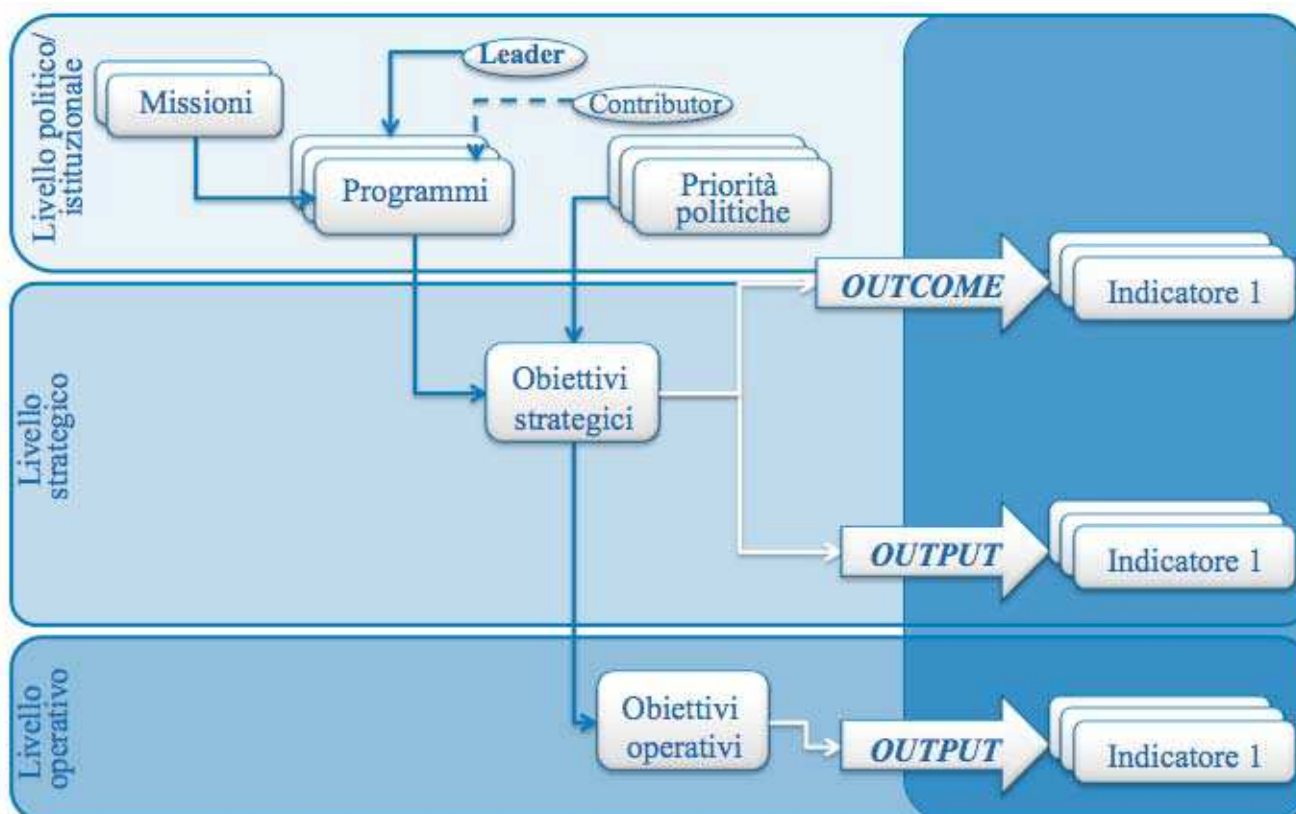 Livello politico/
istituzionale
Missioni
Leader
Contributor
Programmi
Priorità
politiche
OUTCOME
Indicatore 1
Livello
strategico
Obiettivi
strategici
OUTPUT
Indicatore 1
Livello
operativo
Obiettivi
operativi
OUTPUT
Indicatore 1